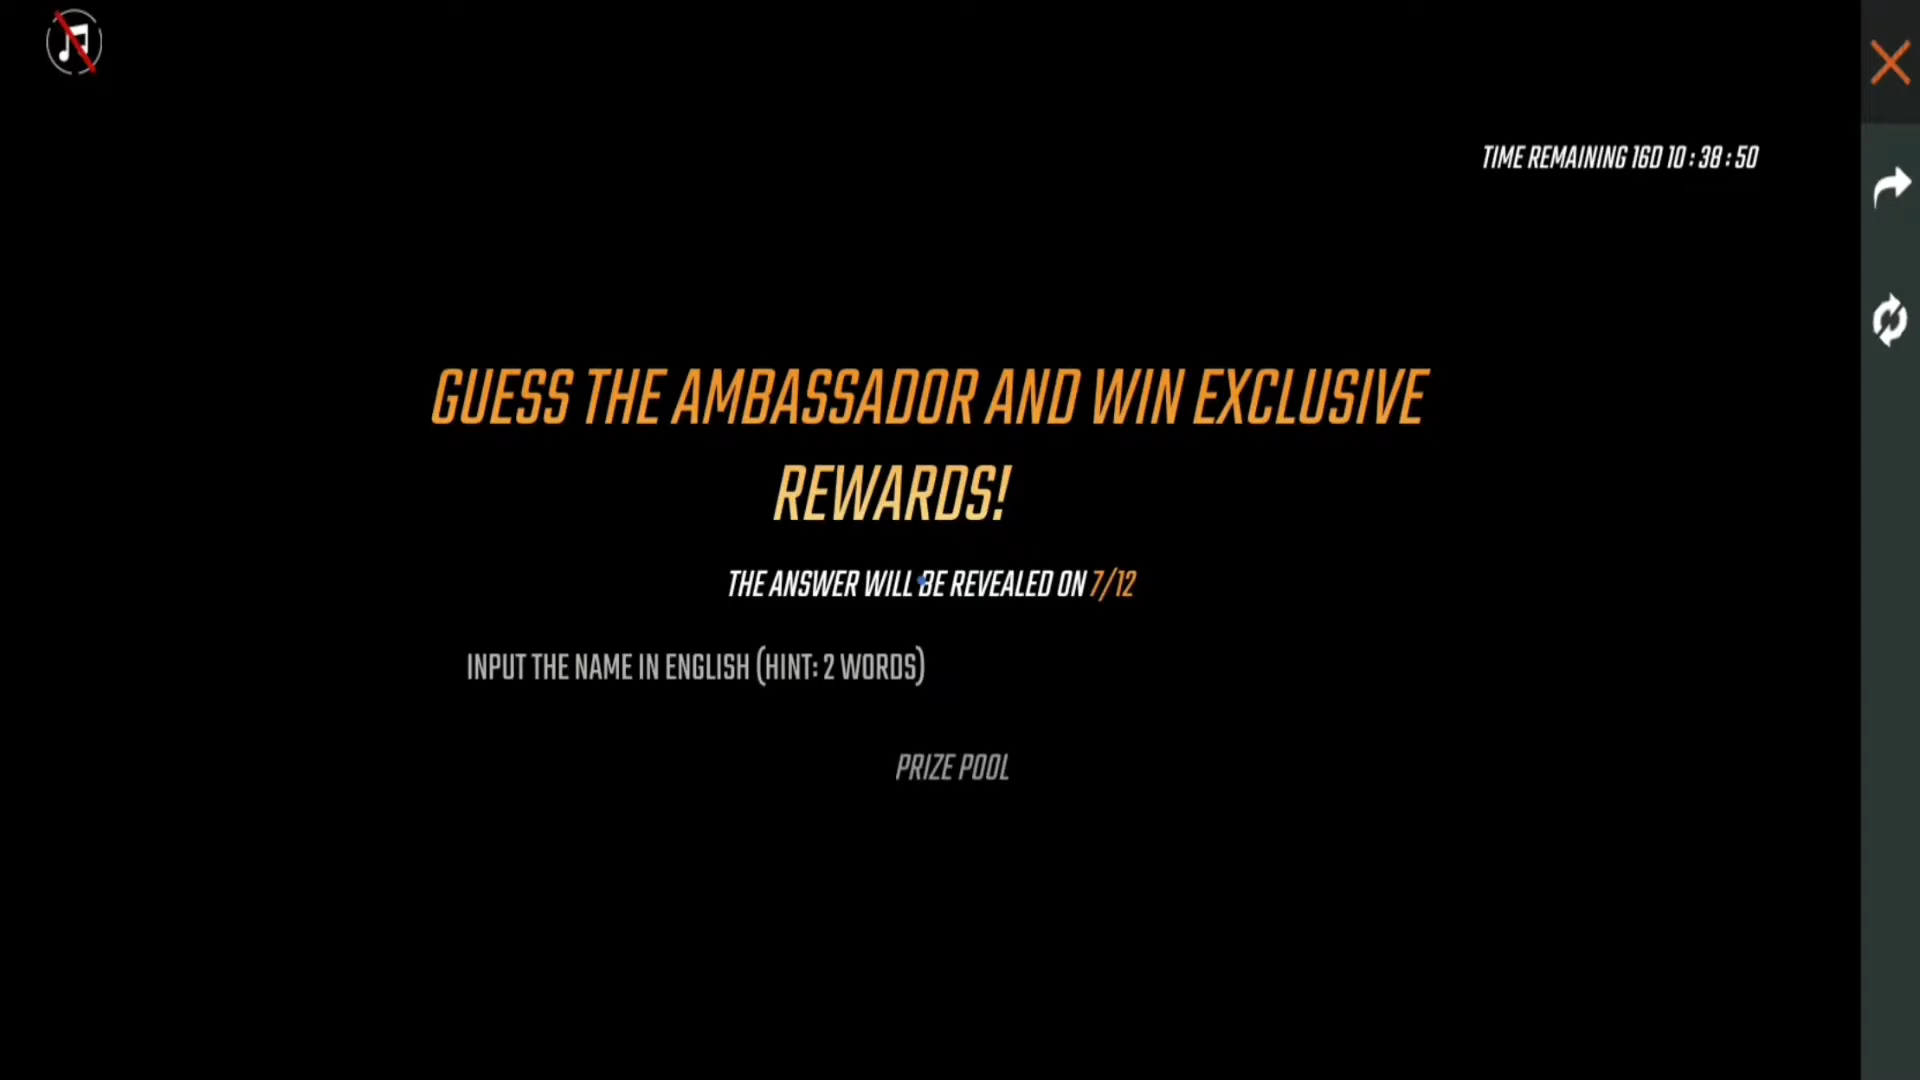 TIME REMAINING 16D 10 : 38 : 50
GUESS THE AMBASSADOR AND WIN EXCLUSIVE
REWARDS!
THE ANSWER WILL BE REVEALED ON 7/12
INPUT THE NAME IN ENGLISH (HINT: 2 WORDS)
PRIZE POOL